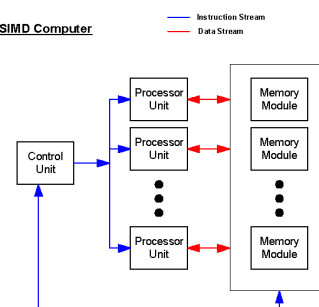 Instruction Stream
SIMD Computer
Data Stream
Processor
Unit
Memory
Module
Processor
Unit
Memory
Module
Control
Unit
Processor
Unit
Memory
Module